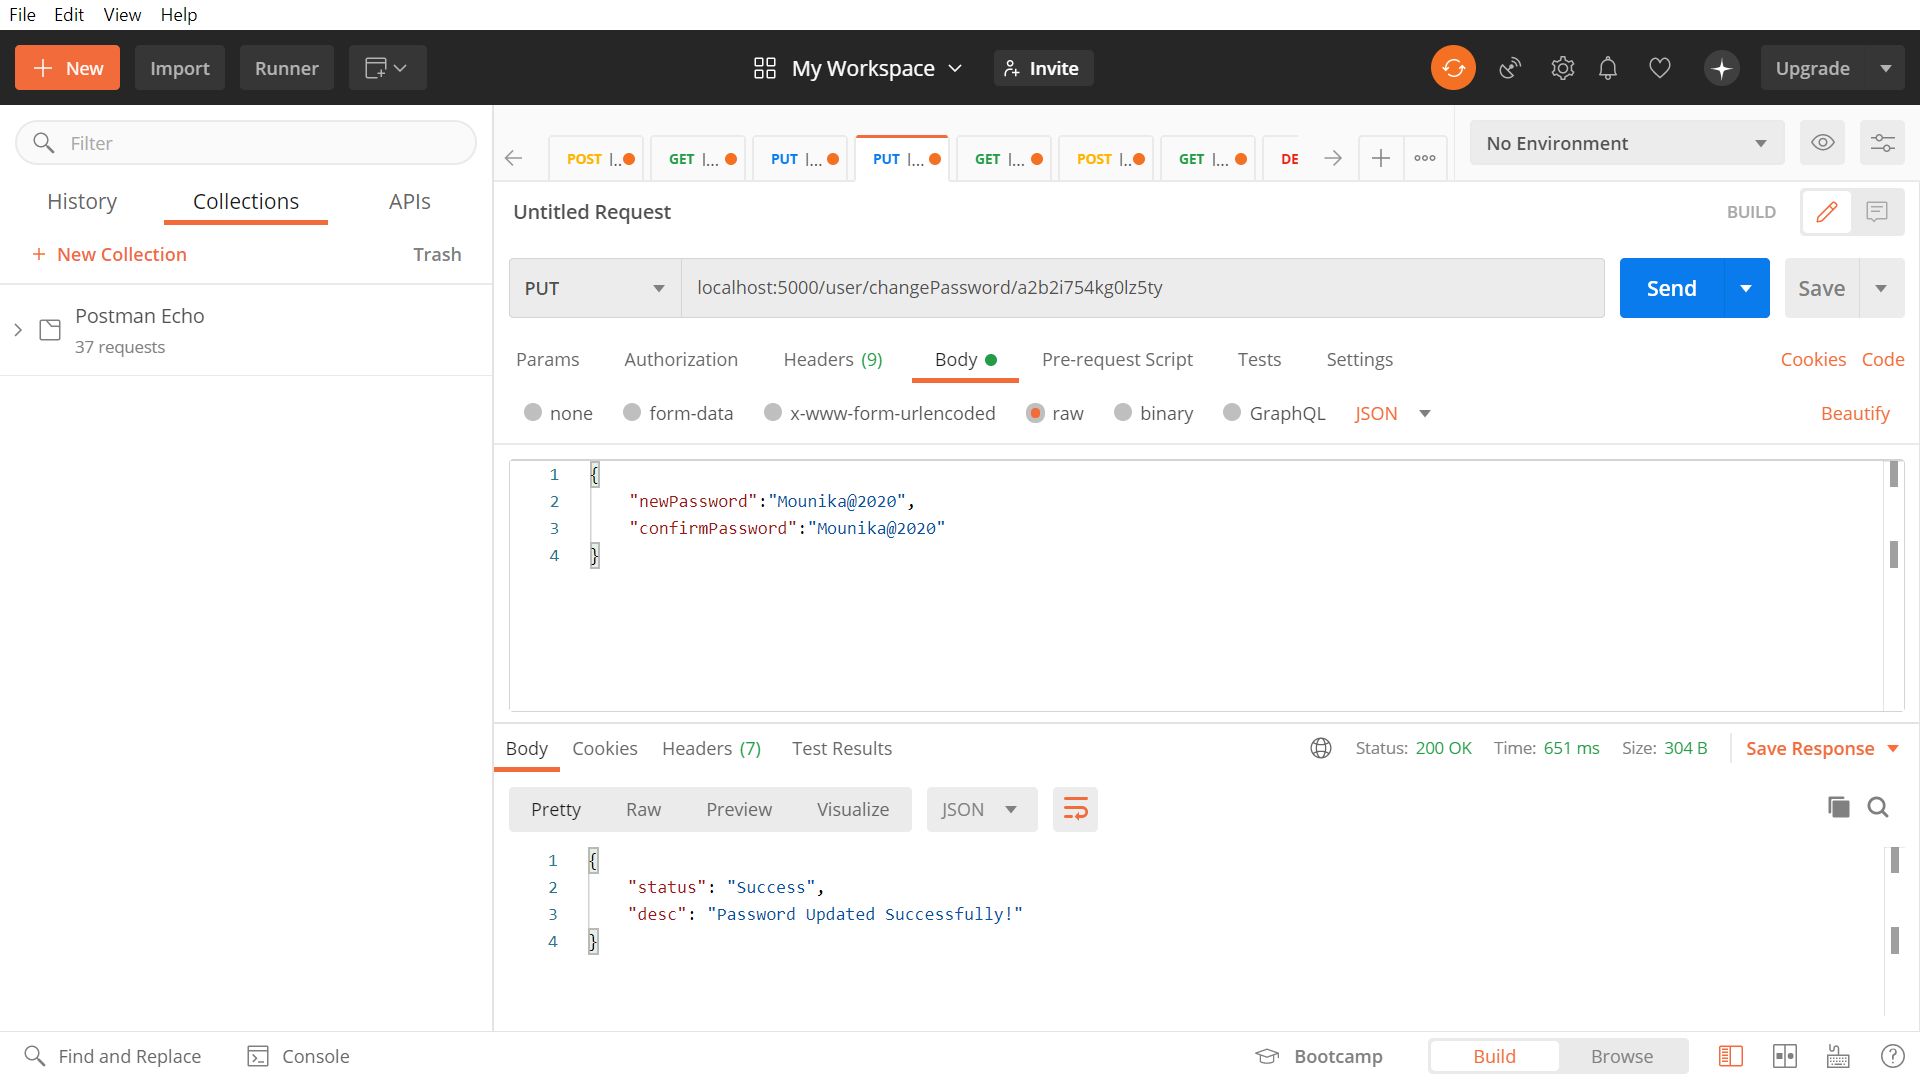 File Edit View Help
New Import Runner My Workspace Invite Upgrade
Filter
History Collections APIs
+ New Collection Trash
Postman Echo
37 requests
POST l.. GET l... PUT l... PUT l... GET l... POST l.. GET l... DE No Environment
Untitled Request BUILD
PUT localhost:5000/user/changePassword/a2b2i754kg0lz5ty Send Save
Params Authorization Headers (9) Body Pre-request Script Tests Settings Cookies Code
none form-data x-www-form-urlencoded raw binary GraphQL JSON Beautify
1 {
2 "newPassword":"Mounika@2020",
3 "confirmPassword":"Mounika@2020"
4 }
Body Cookies Headers (7) Test Results Status: 200 OK Time: 651 ms Size: 304 B Save Response
Pretty Raw Preview Visualize JSON
1 {
2 "status": "Success",
3 "desc": "Password Updated Successfully!"
4 }
Find and Replace Console Bootcamp Build Browse